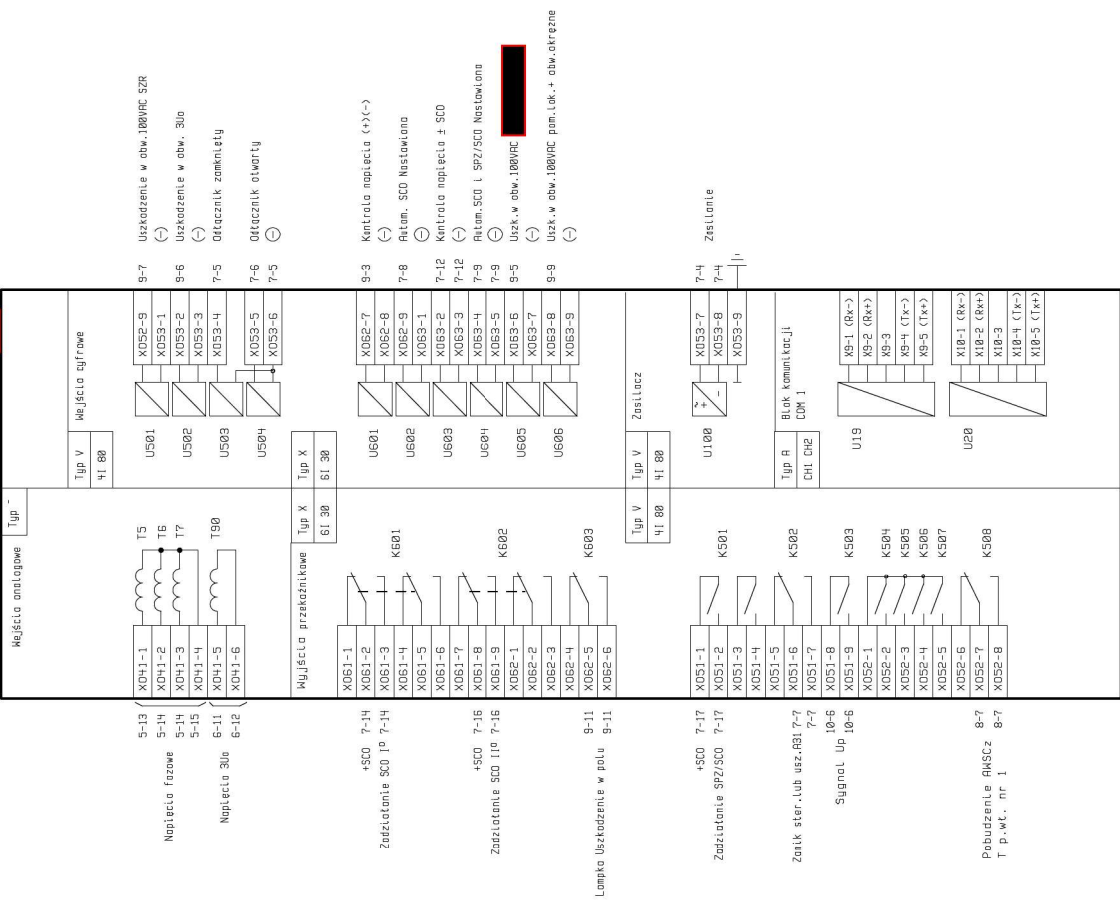 Wejścia analogowe
Typ -
5-13
X041-1
T5
5-14
X041-2
T6
5-14
X041-3
T7
5-15
X041-4
6-11
X041-5
T90
6-12
X041-6
Napięcia fazowe
Napięcia 3Uo
Wyjścia przekaźnikowe
Typ X
6I 30
X061-1
+SCO 7-14
X061-2
Zadziałanie SCO I° 7-14
X061-3
X061-4
X061-5
X061-6
K601
X061-7
+SCO 7-16
X061-8
Zadziałanie SCO II° 7-16
X061-9
X062-1
X062-2
X062-3
K602
X062-4
Lampka Uszkodzenie w polu 9-11
X062-5
9-11
X062-6
K603
Typ V
4I 80
+SCO 7-17
X051-1
Zadziałanie SPZ/SCO 7-17
X051-2
K501
X051-3
X051-4
X051-5
Zanik ster.lub usz.A31 7-7
X051-6
7-7
X051-7
K502
Sygnał Up
10-6
X051-8
10-6
X051-9
K503
X052-1
X052-2
K504
X052-3
K505
X052-4
K506
X052-5
K507
X052-6
Pobudzenie AWSCz
T p.wt. nr 1
8-7
X052-7
8-7
X052-8
K508
Wejścia cyfrowe
Typ V
4I 80
U501
X052-9
9-7
Uszkodzenie w obw.100VAC SZR
X053-1
(-)
U502
X053-2
9-6
Uszkodzenie w obw. 3Uo
X053-3
(-)
U503
X053-4
7-5
Odłącznik zamknięty
U504
X053-5
7-6
Odłącznik otwarty
X053-6
7-5
(-)
Typ X
6I 30
U601
X062-7
9-3
Kontrola napięcia (+)(-)
X062-8
(-)
U602
X062-9
7-8
Autom. SCO Nastawiona
X063-1
(-)
U603
X063-2
7-12
Kontrola napięcia ± SCO
X063-3
7-12
(-)
U604
X063-4
7-9
Autom.SCO i SPZ/SCO Nastawiona
X063-5
7-9
(-)
U605
X063-6
9-5
Uszk.w obw.100VAC
X063-7
(-)
U606
X063-8
9-9
Uszk.w obw.100VAC pom.lok.+ obw.okrężne
X063-9
(-)
Zasilacz
Typ V
4I 80
U100
~
+
-
X053-7
7-4
X053-8
7-4
X053-9
Zasilanie
Blok komunikacji
COM 1
Typ A
CH1 CH2
U19
X9-1 (Rx-)
X9-2 (Rx+)
X9-3
X9-4 (Tx-)
X9-5 (Tx+)
U20
X10-1 (Rx-)
X10-2 (Rx+)
X10-3
X10-4 (Tx-)
X10-5 (Tx+)